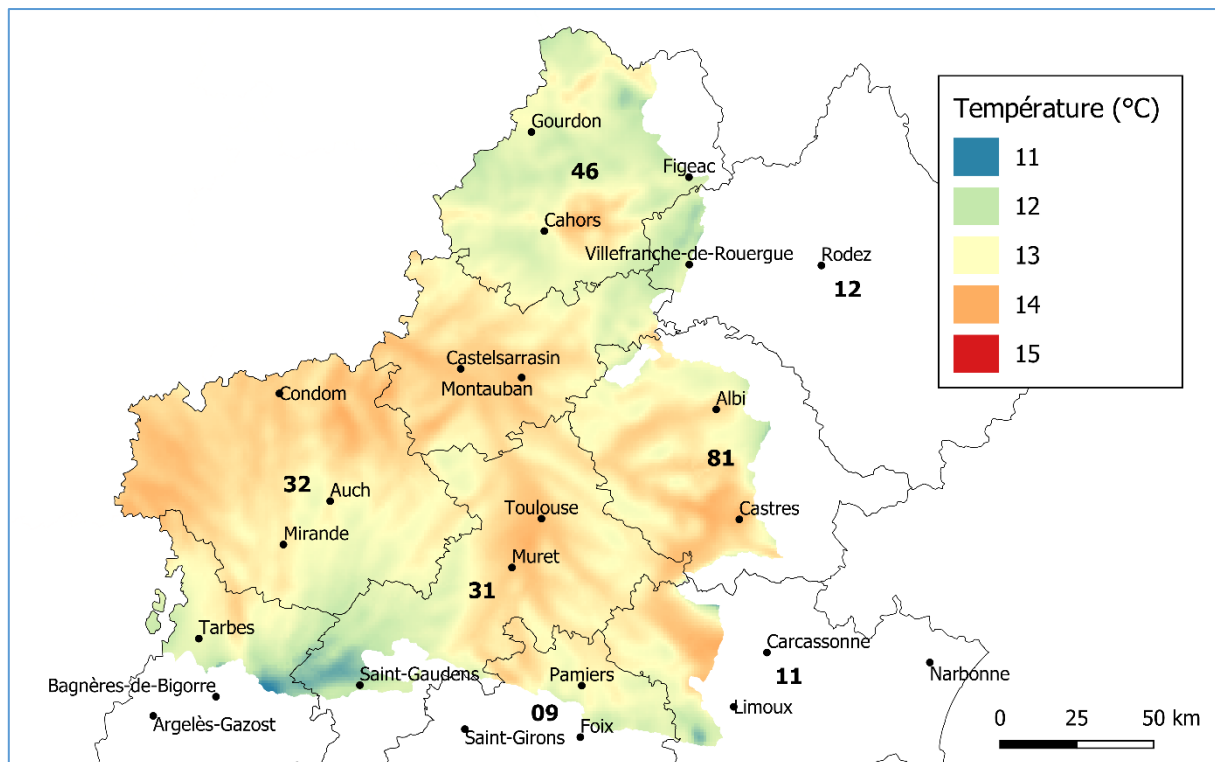 Température (°C)
11
12
13
14
15
Gourdon
46
Figeac
Cahors
Villefranche-de-Rouergue
Rodez
12
Castelsarrasin
Montauban
Condom
Albi
81
32
Auch
Castres
Toulouse
Mirande
Muret
31
Tarbes
Carcassonne
Saint-Gaudens
Pamiers
11
Narbonne
Bagnères-de-Bigorre
Limoux
09
Argelès-Gazost
Saint-Girons
Foix
0 25 50 km